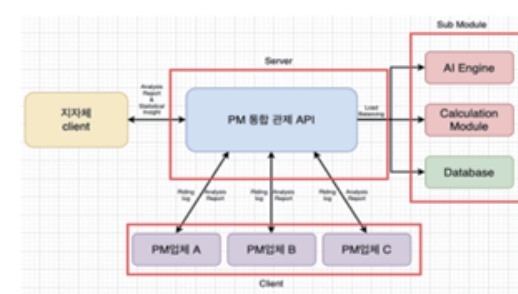 Sub Module
Server
AI Engine
Analysis
Report
&
Statistical
Insight
지자체
client
PM 통합 관제 API
Load
Balancing
Calculation
Module
Database
Riding
log
Analysis
Report
Riding
log
Analysis
Report
Riding
log
Analysis
Report
PM업체 A
PM업체 B
PM업체 C
Client